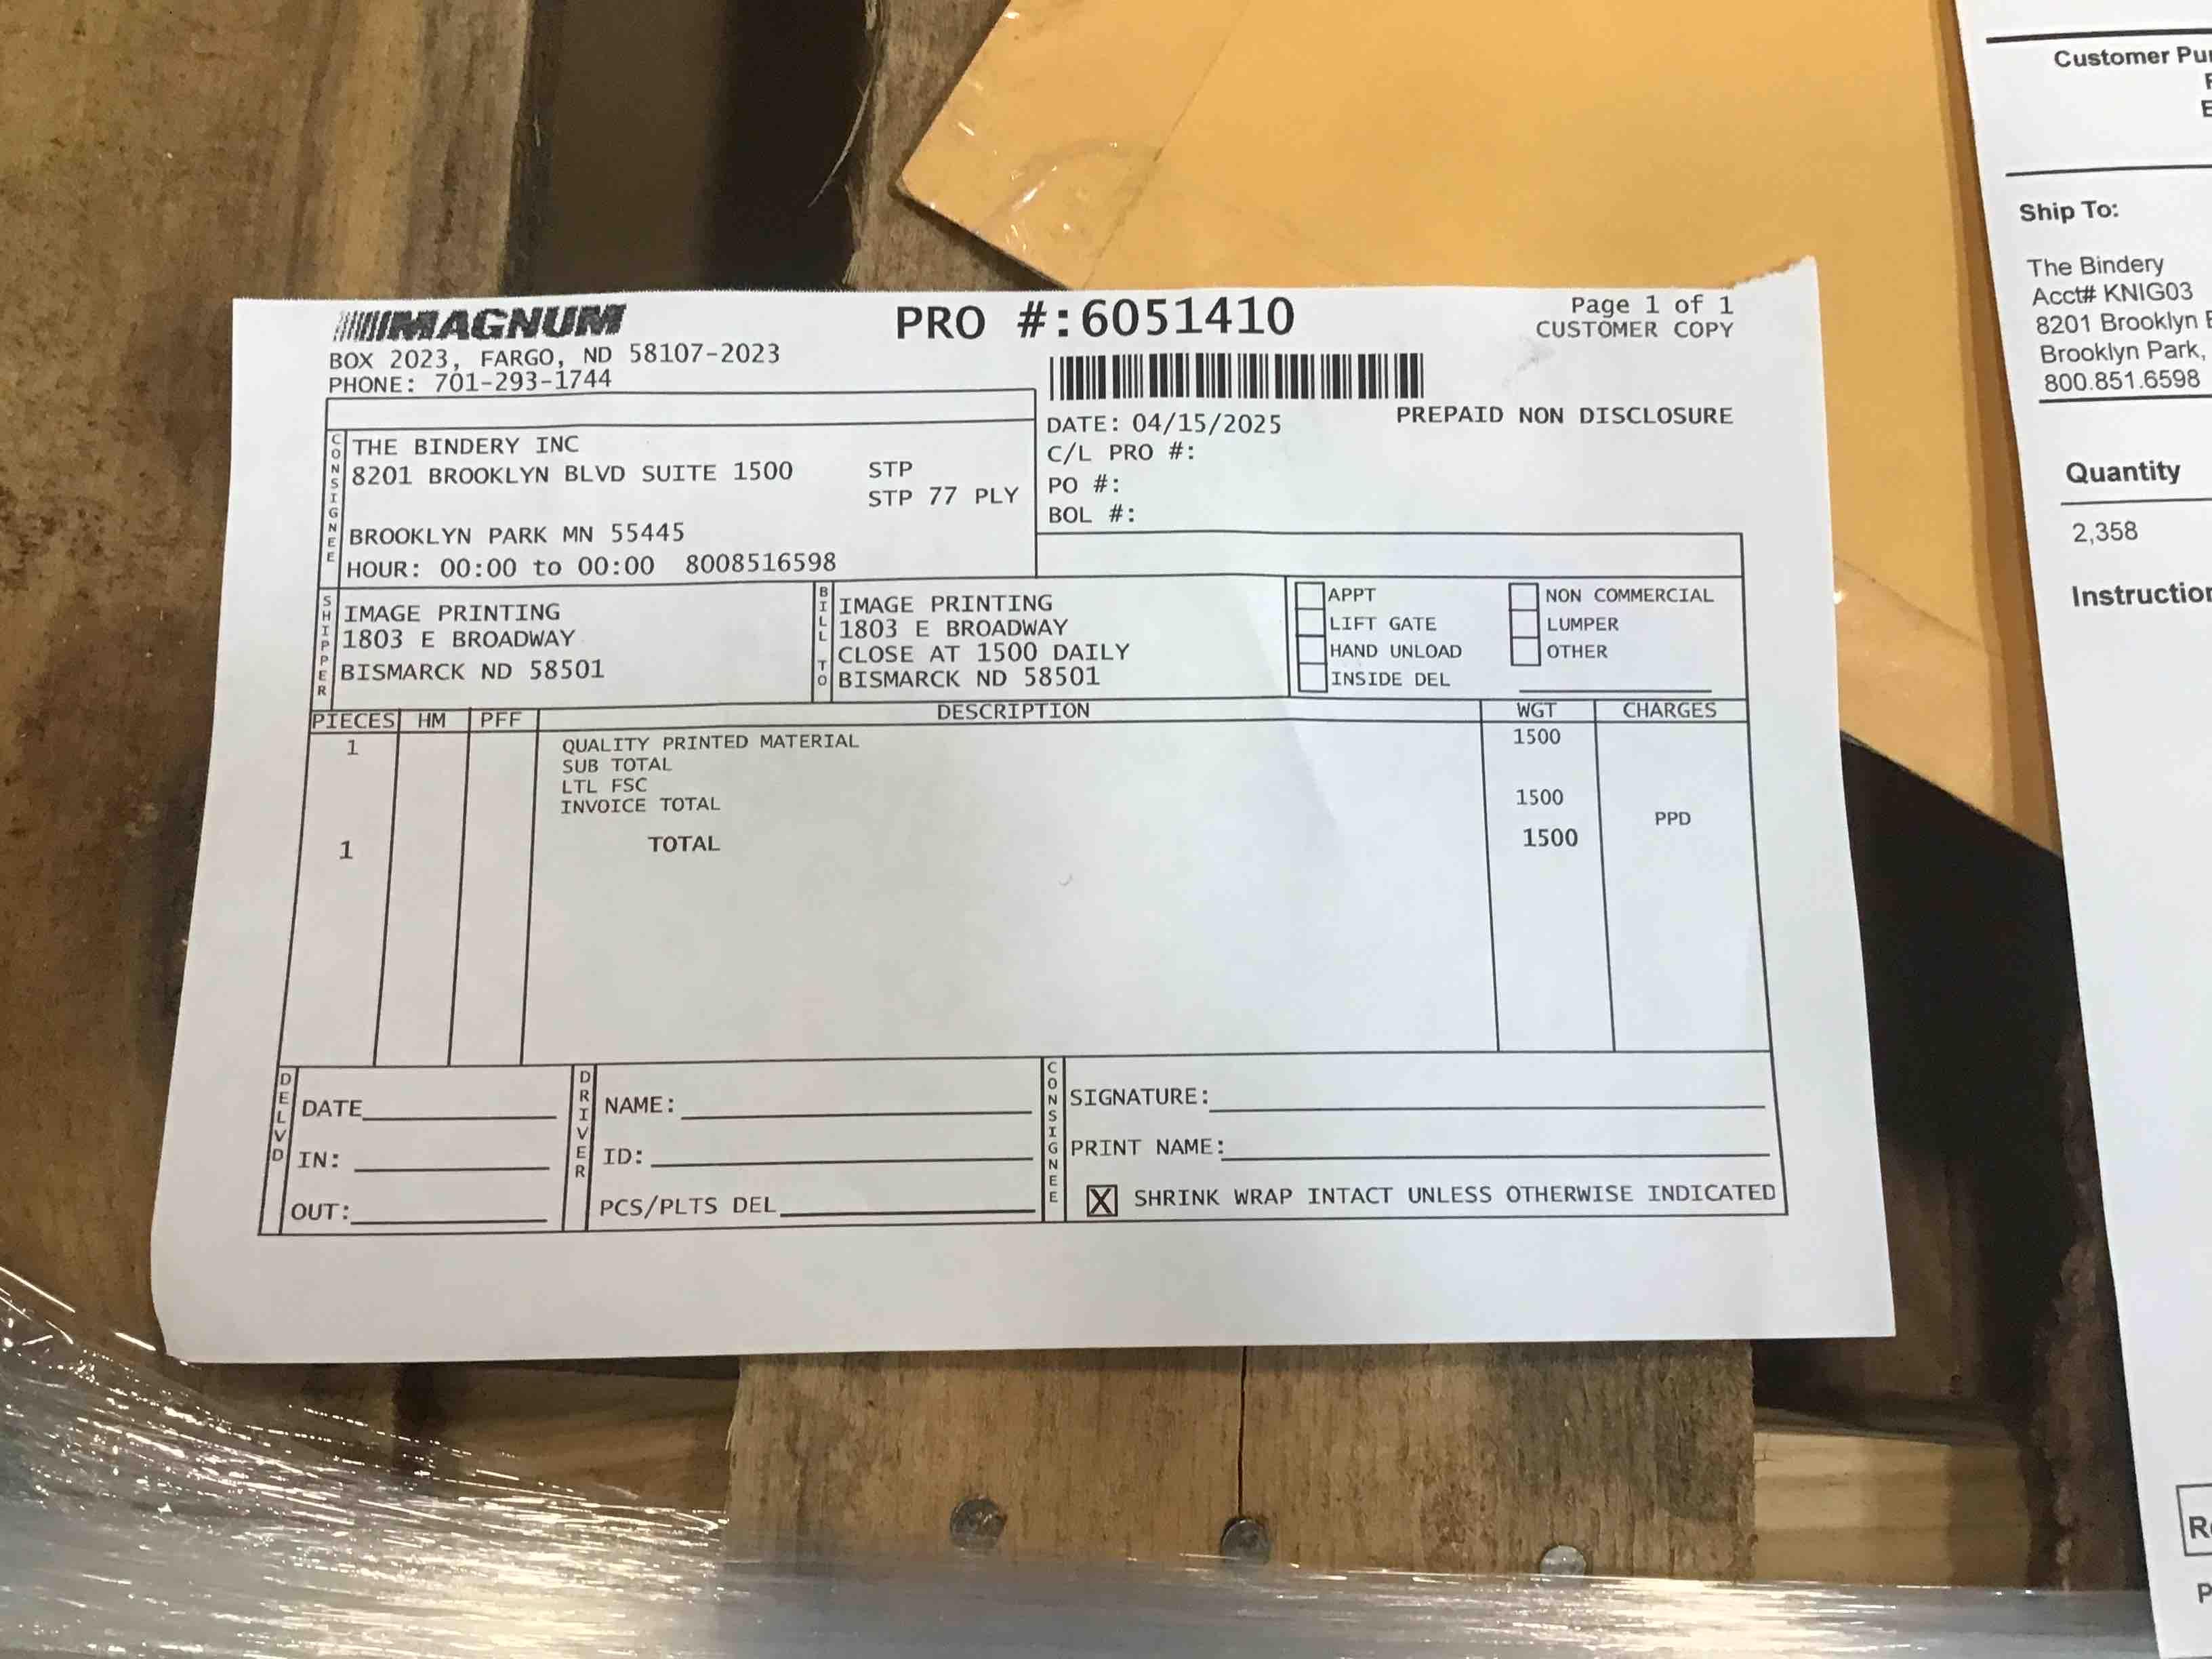 MAGNUM
BOX 2023, FARGO, ND 58107-2023
PHONE: 701-293-1744
PRO #:6051410
Page 1 of 1
CUSTOMER COPY
DATE: 04/15/2025
PREPAID NON DISCLOSURE
C/L PRO #:
PO #:
BOL #:
CONSIGNEE
THE BINDERY INC
8201 BROOKLYN BLVD SUITE 1500
STP
STP 77 PLY
BROOKLYN PARK MN 55445
HOUR: 00:00 to 00:00 8008516598
SHIPPER
IMAGE PRINTING
1803 E BROADWAY
BISMARCK ND 58501
BILL TO
IMAGE PRINTING
1803 E BROADWAY
CLOSE AT 1500 DAILY
BISMARCK ND 58501
APPT
LIFT GATE
HAND UNLOAD
INSIDE DEL
NON COMMERCIAL
LUMPER
OTHER
PIECES HM PFF DESCRIPTION WGT CHARGES
1 QUALITY PRINTED MATERIAL 1500
SUB TOTAL
LTL FSC
INVOICE TOTAL 1500
PPD
1 TOTAL 1500
DELVD
DATE
IN:
OUT:
DRIVER
NAME:
ID:
PCS/PLTS DEL
CONSIGNEE
SIGNATURE:
PRINT NAME:
X SHRINK WRAP INTACT UNLESS OTHERWISE INDICATED
Customer
Ship To:
The Bindery
Acct# KNIG03
8201 Brooklyn
Brooklyn Park,
800.851.6598
Quantity
2,358